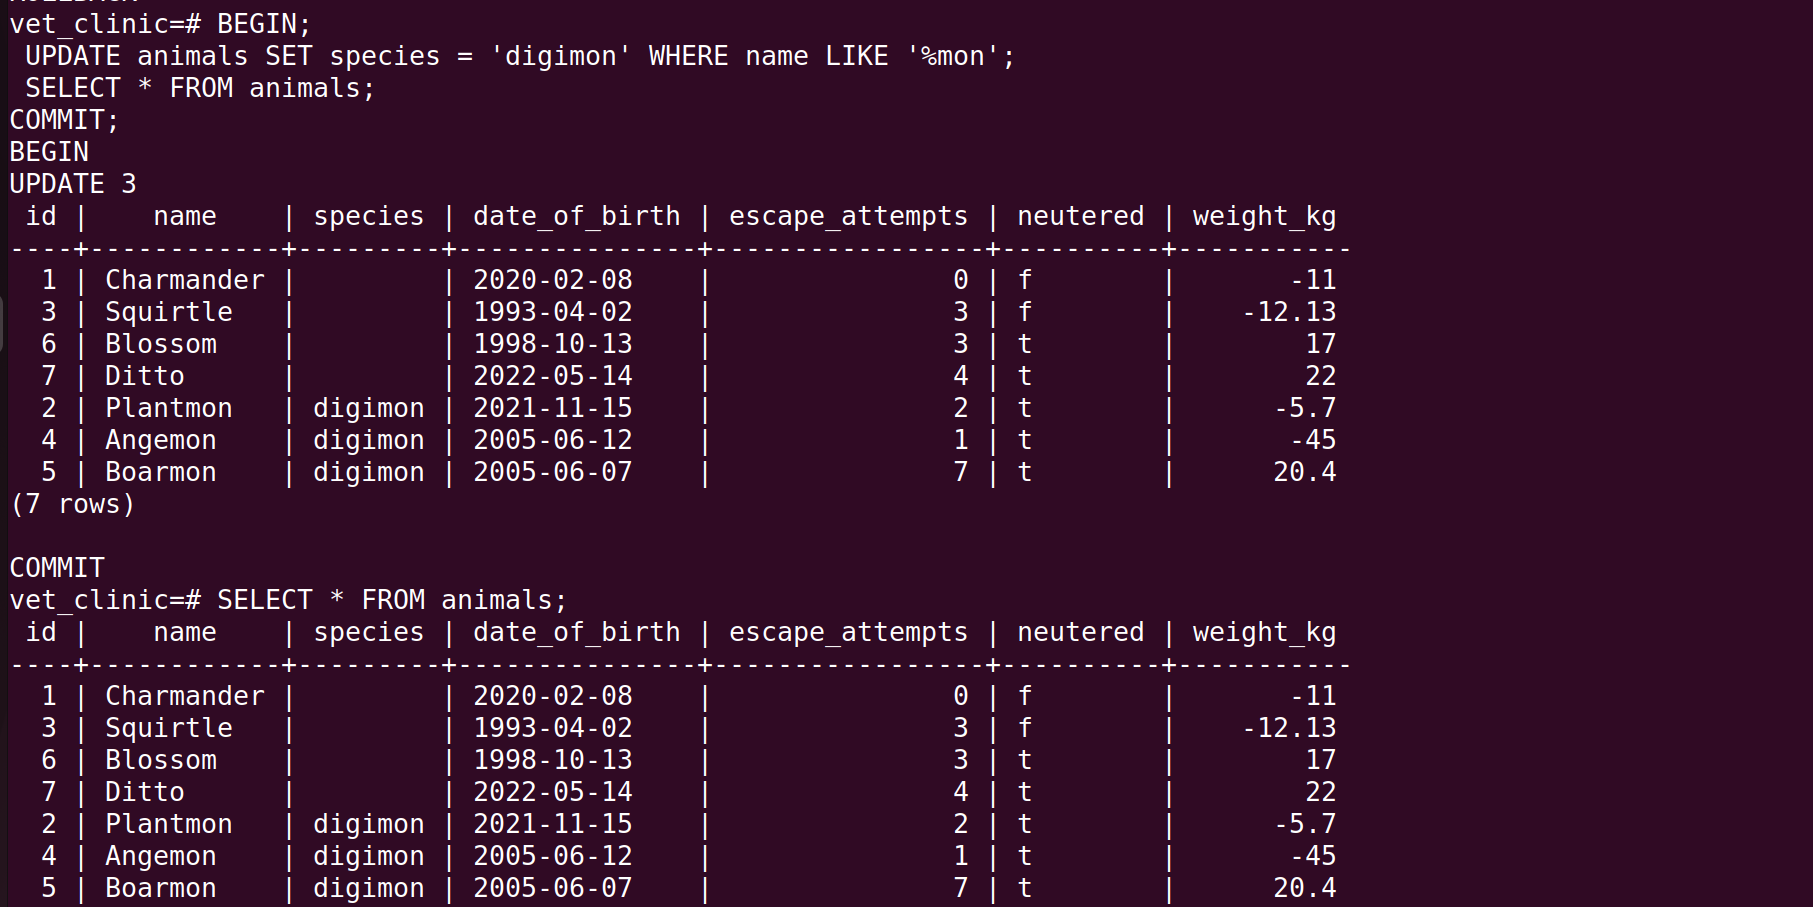 vet_clinic=# BEGIN;
 UPDATE animals SET species = 'digimon' WHERE name LIKE '%mon';
 SELECT * FROM animals;
COMMIT;
BEGIN
UPDATE 3
 id |    name    | species | date_of_birth | escape_attempts | neutered | weight_kg
----+------------+---------+---------------+-----------------+----------+-----------
  1 | Charmander |         | 2020-02-08    |               0 | f        |       -11
  3 | Squirtle   |         | 1993-04-02    |               3 | f        |    -12.13
  6 | Blossom    |         | 1998-10-13    |               3 | t        |        17
  7 | Ditto      |         | 2022-05-14    |               4 | t        |        22
  2 | Plantmon   | digimon | 2021-11-15    |               2 | t        |      -5.7
  4 | Angemon    | digimon | 2005-06-12    |               1 | t        |       -45
  5 | Boarmon    | digimon | 2005-06-07    |               7 | t        |      20.4
(7 rows)

COMMIT
vet_clinic=# SELECT * FROM animals;
 id |    name    | species | date_of_birth | escape_attempts | neutered | weight_kg
----+------------+---------+---------------+-----------------+----------+-----------
  1 | Charmander |         | 2020-02-08    |               0 | f        |       -11
  3 | Squirtle   |         | 1993-04-02    |               3 | f        |    -12.13
  6 | Blossom    |         | 1998-10-13    |               3 | t        |        17
  7 | Ditto      |         | 2022-05-14    |               4 | t        |        22
  2 | Plantmon   | digimon | 2021-11-15    |               2 | t        |      -5.7
  4 | Angemon    | digimon | 2005-06-12    |               1 | t        |       -45
  5 | Boarmon    | digimon | 2005-06-07    |               7 | t        |      20.4